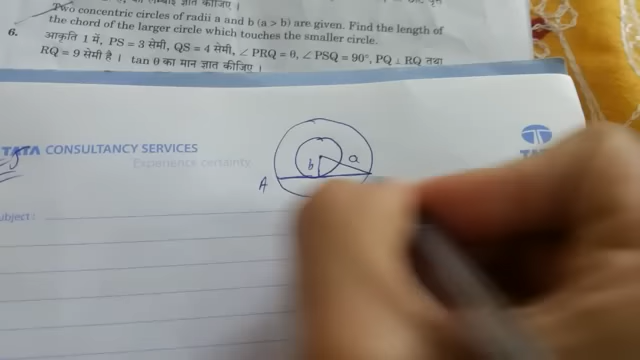 ज्ञात कीजिए ।
Two concentric circles of radii a and b (a > b) are given. Find the length of
the chord of the larger circle which touches the smaller circle.
6. आकृति 1 में, PS = 3 सेमी, QS = 4 सेमी, ∠ PRQ = θ, ∠ PSQ = 90°, PQ ⊥ RQ तथा
RQ = 9 सेमी है । tan θ का मान ज्ञात कीजिए ।
TATA CONSULTANCY SERVICES
Experience certainty
b a
A
ubject :